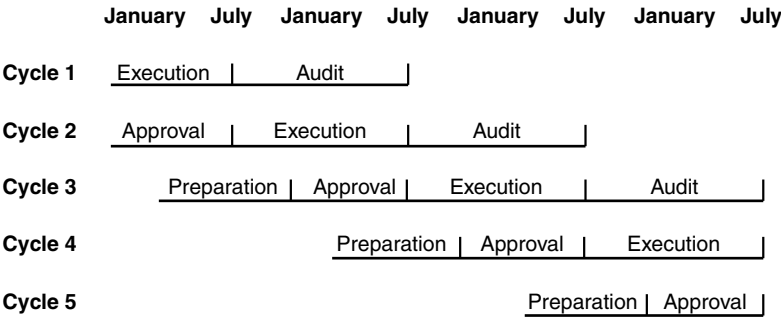 January July January July January July January July
Cycle 1 Execution Audit
Cycle 2 Approval Execution Audit
Cycle 3 Preparation Approval Execution Audit
Cycle 4 Preparation Approval Execution
Cycle 5 Preparation Approval